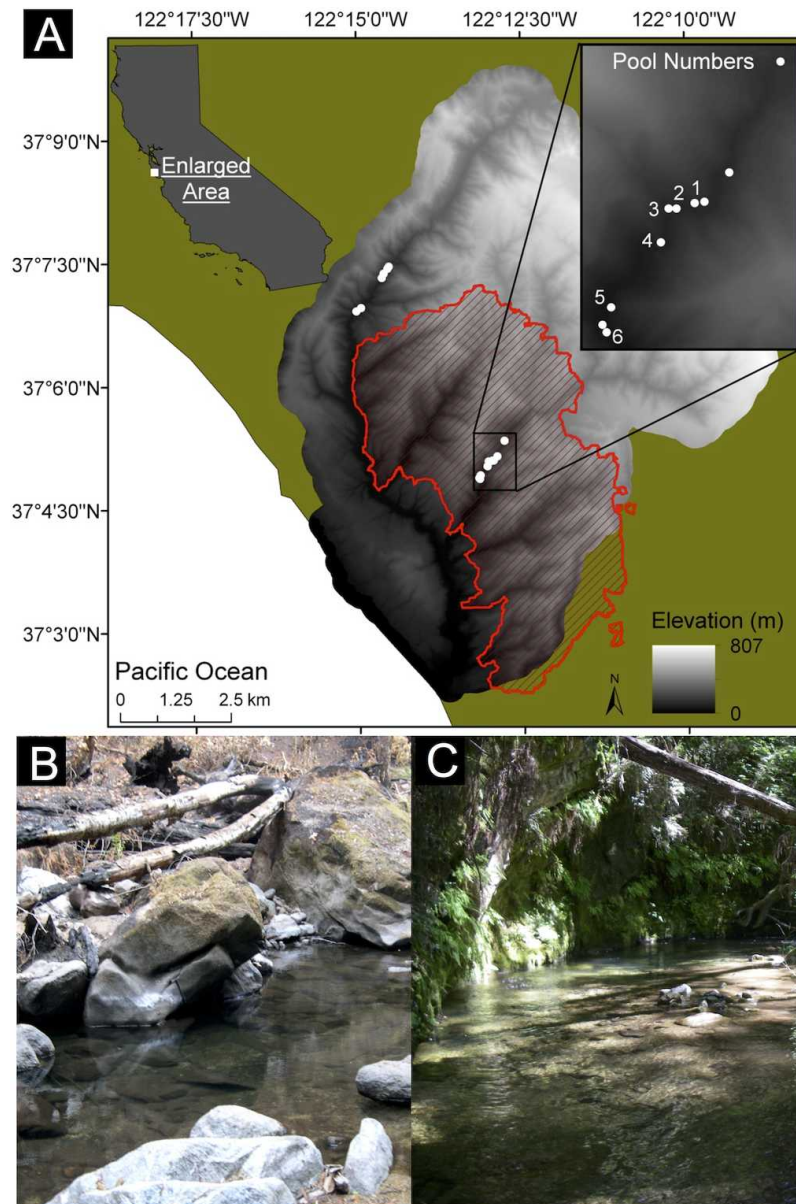 A
122°17'30"W 122°15'0"W 122°12'30"W 122°10'0"W
37°9'0"N
37°7'30"N
37°6'0"N
37°4'30"N
37°3'0"N
Enlarged
Area
Pool Numbers
1
2
3
4
5
6
Elevation (m)
807
0
N
Pacific Ocean
0 1.25 2.5 km
B
C